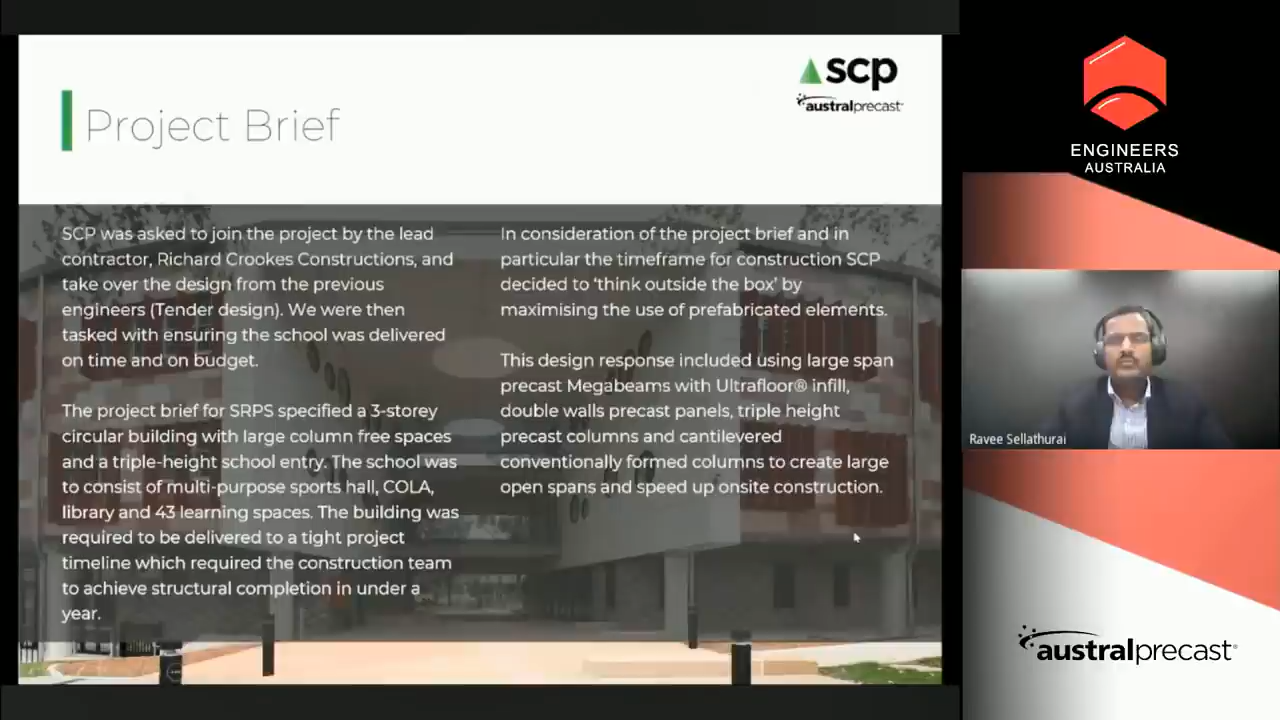 Project Brief
scp
australprecast
SCP was asked to join the project by the lead
contractor, Richard Crookes Constructions, and
take over the design from the previous
engineers (Tender design). We were then
tasked with ensuring the school was delivered
on time and on budget.
The project brief for SRPS specified a 3-storey
circular building with large column free spaces
and a triple-height school entry. The school was
to consist of multi-purpose sports hall, COLA,
library and 43 learning spaces. The building was
required to be delivered to a tight project
timeline which required the construction team
to achieve structural completion in under a
year.
In consideration of the project brief and in
particular the timeframe for construction SCP
decided to ‘think outside the box’ by
maximising the use of prefabricated elements.
This design response included using large span
precast Megabeams with Ultrafloor® infill,
double walls precast panels, triple height
precast columns and cantilevered
conventionally formed columns to create large
open spans and speed up onsite construction.
ENGINEERS
AUSTRALIA
Ravee Sellathurai
australprecast®